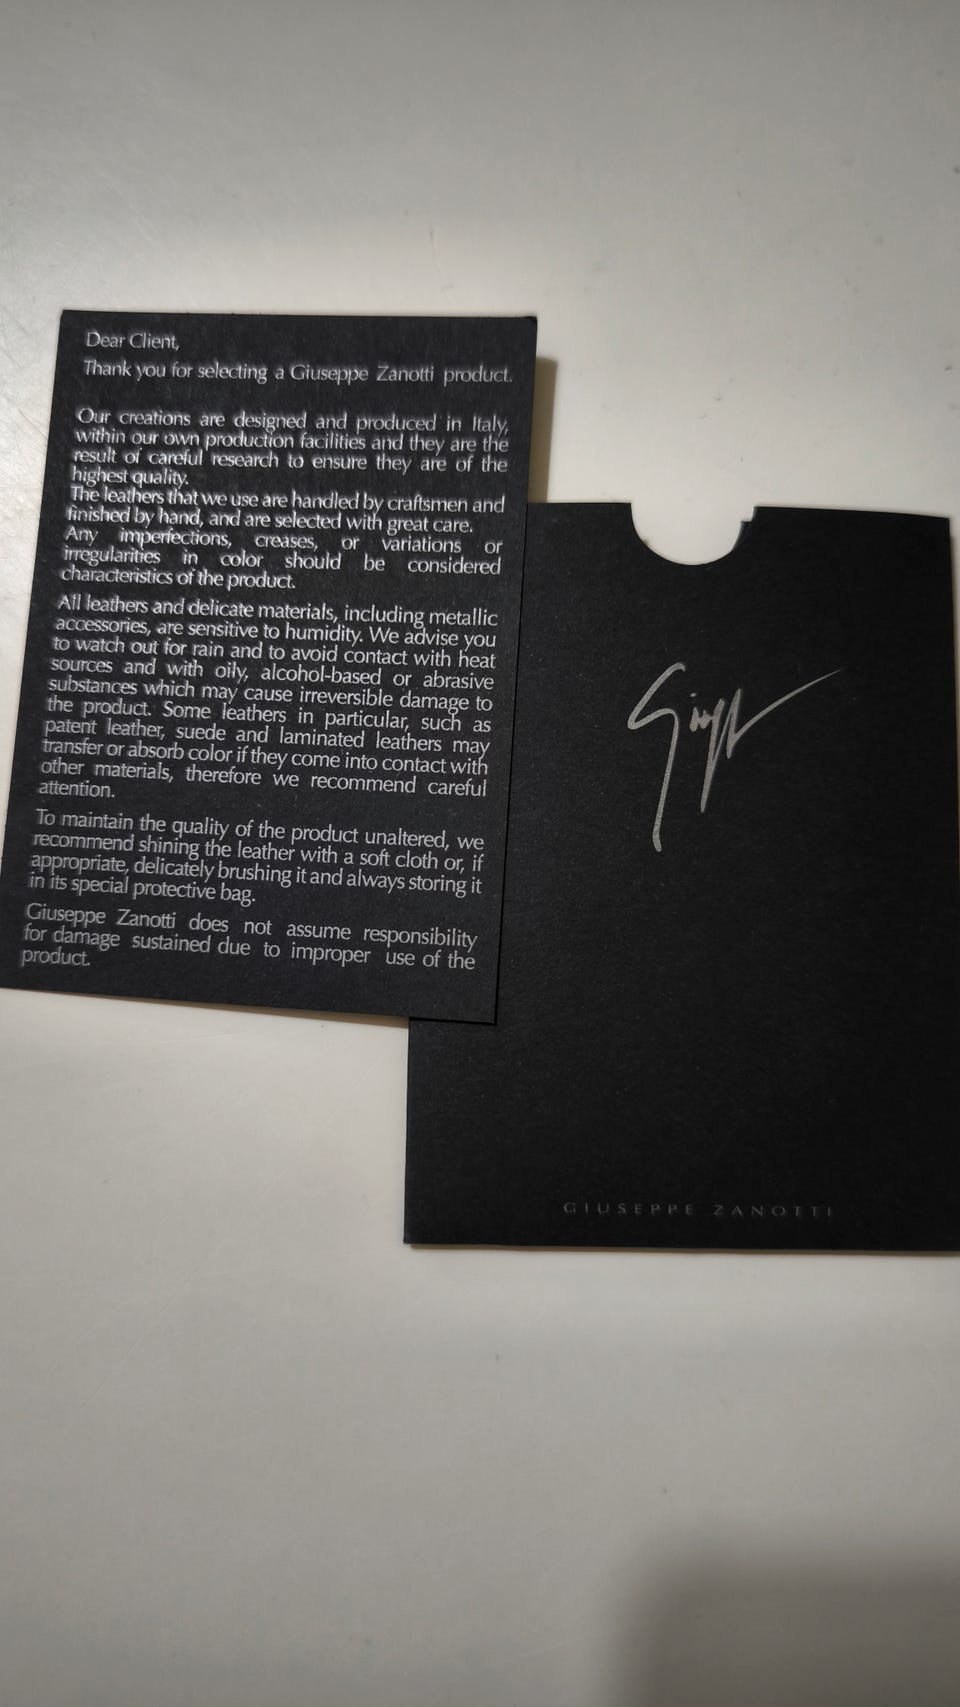 Dear Client,
Thank you for selecting a Giuseppe Zanotti product.
Our creations are designed and produced in Italy,
within our own production facilities and they are the
result of careful research to ensure they are of the
highest quality.
The leathers that we use are handled by craftsmen and
finished by hand, and are selected with great care.
Any imperfections, creases, or variations or
irregularities in color should be considered
characteristics of the product.
All leathers and delicate materials, including metallic
accessories, are sensitive to humidity. We advise you
to watch out for rain and to avoid contact with heat
sources and with oily, alcohol-based or abrasive
substances which may cause irreversible damage to
the product. Some leathers in particular, such as
patent leather, suede and laminated leathers may
transfer or absorb color if they come into contact with
other materials, therefore we recommend careful
attention.
To maintain the quality of the product unaltered, we
recommend shining the leather with a soft cloth or, if
appropriate, delicately brushing it and always storing it
in its special protective bag.
Giuseppe Zanotti does not assume responsibility
for damage sustained due to improper use of the
product.
GIUSEPPE ZANOTTI